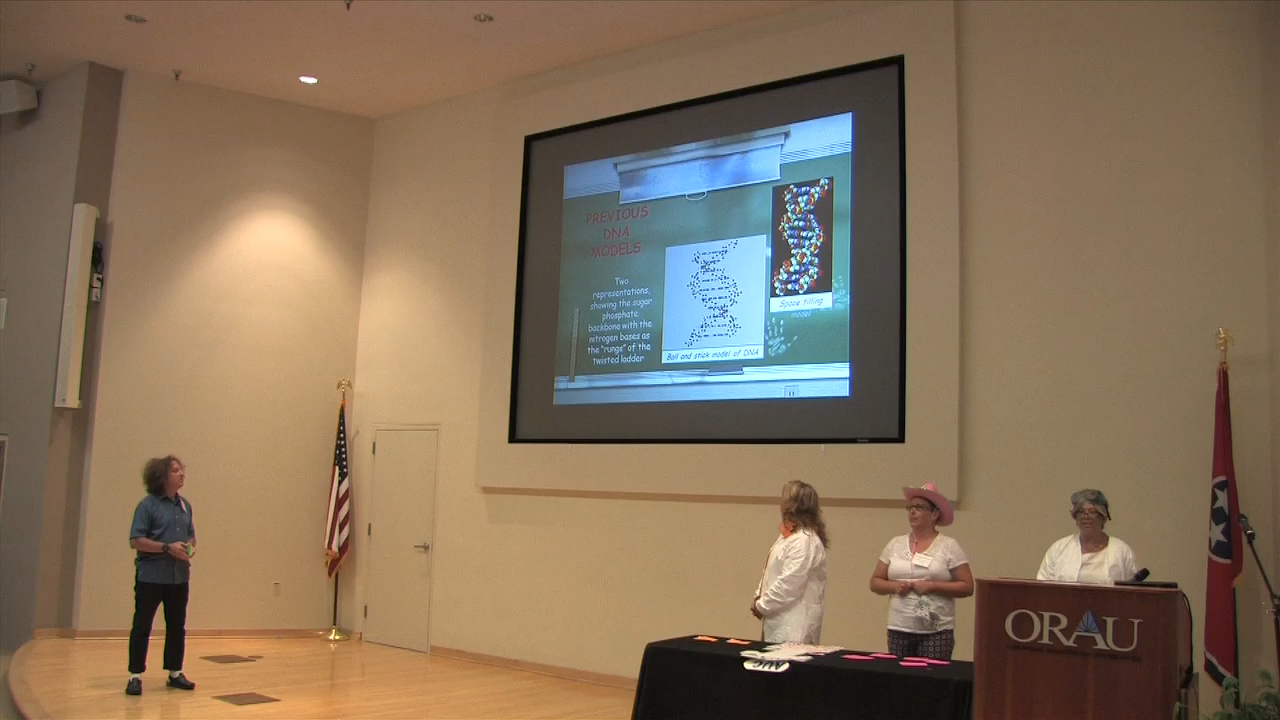 PREVIOUS
DNA
MODELS
Two
representations,
showing the sugar
phosphate
backbone with the
nitrogen bases as
the "rungs" of the
twisted ladder
Ball and stick model of DNA
Space filling
model
AUG
ORAU